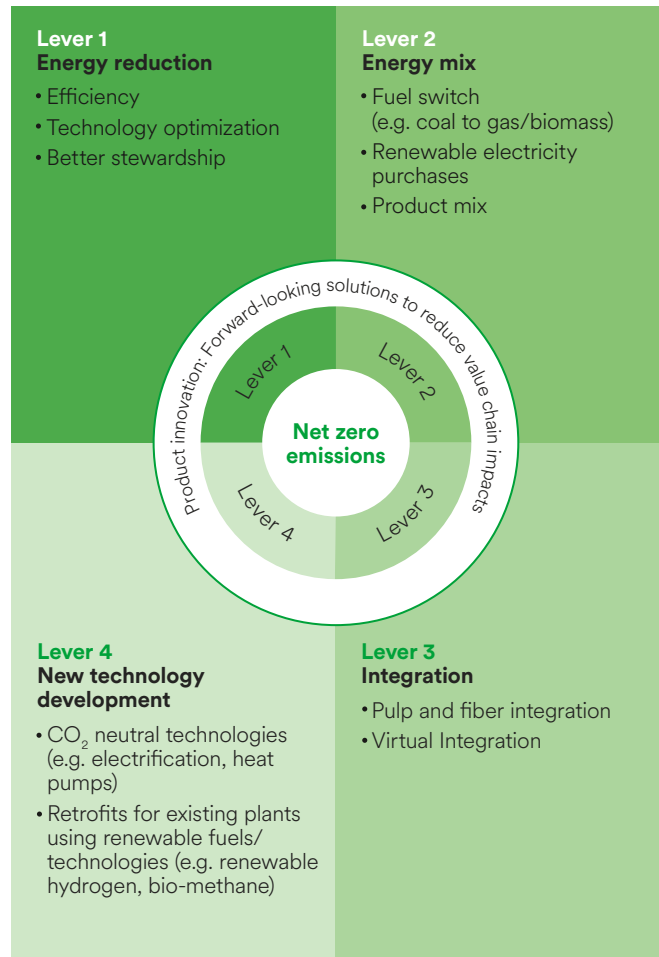 Lever 1
Energy reduction
• Efficiency
• Technology optimization
• Better stewardship
Lever 2
Energy mix
• Fuel switch
(e.g. coal to gas/biomass)
• Renewable electricity
purchases
• Product mix
Product innovation: Forward-looking solutions to reduce value chain impacts
Lever 1
Lever 2
Net zero
emissions
Lever 4
Lever 3
Lever 4
New technology
development
• CO₂ neutral technologies
(e.g. electrification, heat
pumps)
• Retrofits for existing plants
using renewable fuels/
technologies (e.g. renewable
hydrogen, bio-methane)
Lever 3
Integration
• Pulp and fiber integration
• Virtual Integration